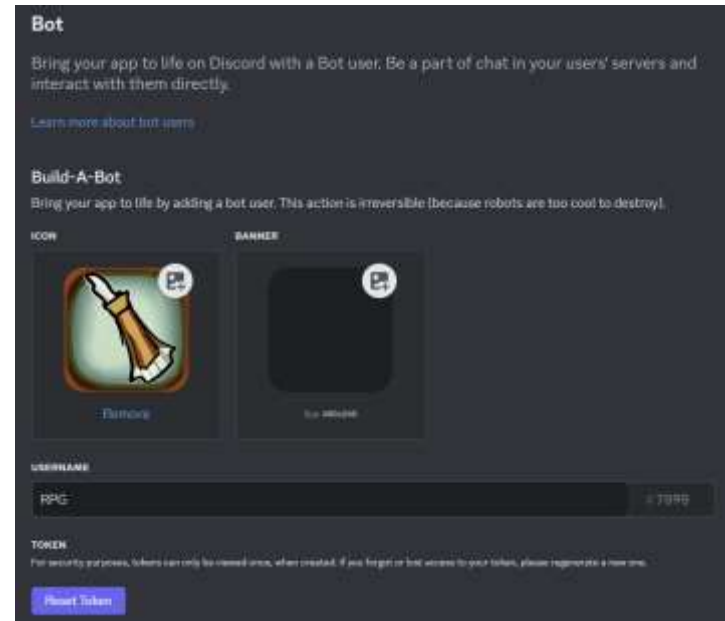 Bot
Bring your app to life on Discord with a Bot user. Be a part of chat in your users' servers and
interact with them directly.
Learn more about bot users
Build-A-Bot
Bring your app to life by adding a bot user. This action is irreversible (because robots are too cool to destroy).
ICON
BANNER
Remove
USERNAME
RPG
#7898
TOKEN
For security purposes, tokens can only be viewed once, when created. If you forgot or lost access to your token, please regenerate a new one.
Reset Token